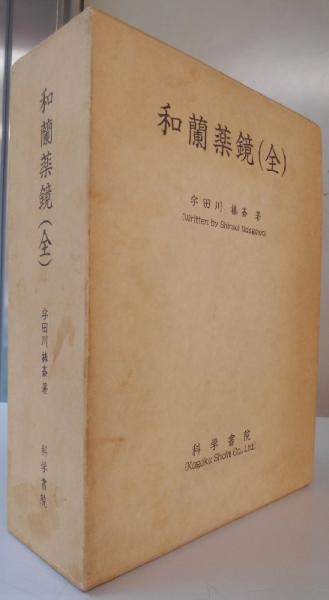 和蘭薬鏡(全)
宇田川榛斎著
科学書院
和蘭薬鏡(全)
宇田川 榛斎 著
(Written by Shinsai Udagawa)
科学書院
(Kagaku Shoin Co., Ltd.)